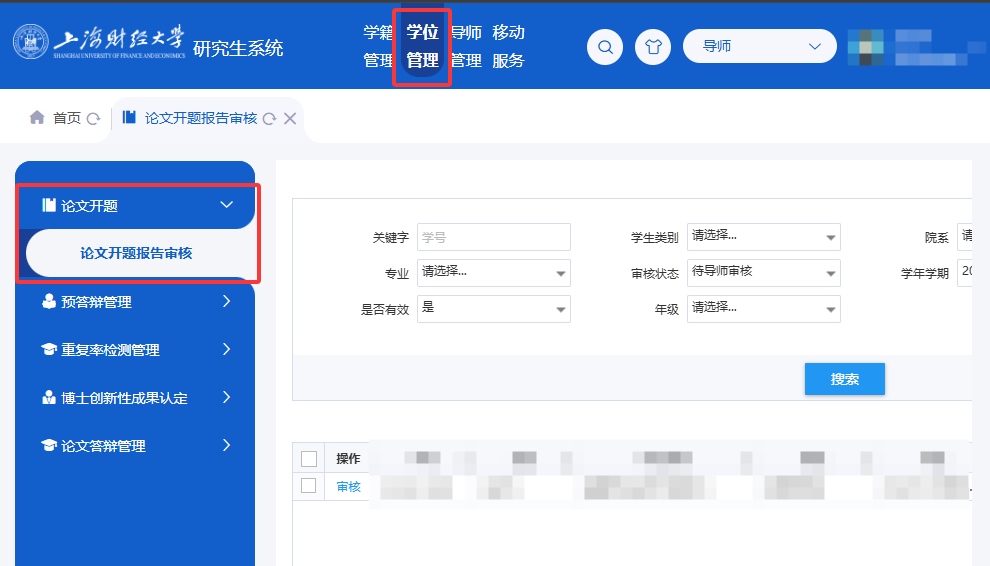 上海财经大学
SHANGHAI UNIVERSITY OF FINANCE AND ECONOMICS
研究生系统
学籍管理
学位管理
导师管理
移动服务
导师
首页
论文开题报告审核
论文开题
论文开题报告审核
预答辩管理
重复率检测管理
博士创新性成果认定
论文答辩管理
关键字 学号 学生类别 请选择... 院系 请
专业 请选择... 审核状态 待导师审核 学年学期 20
是否有效 是 年级 请选择...
搜索
操作
审核